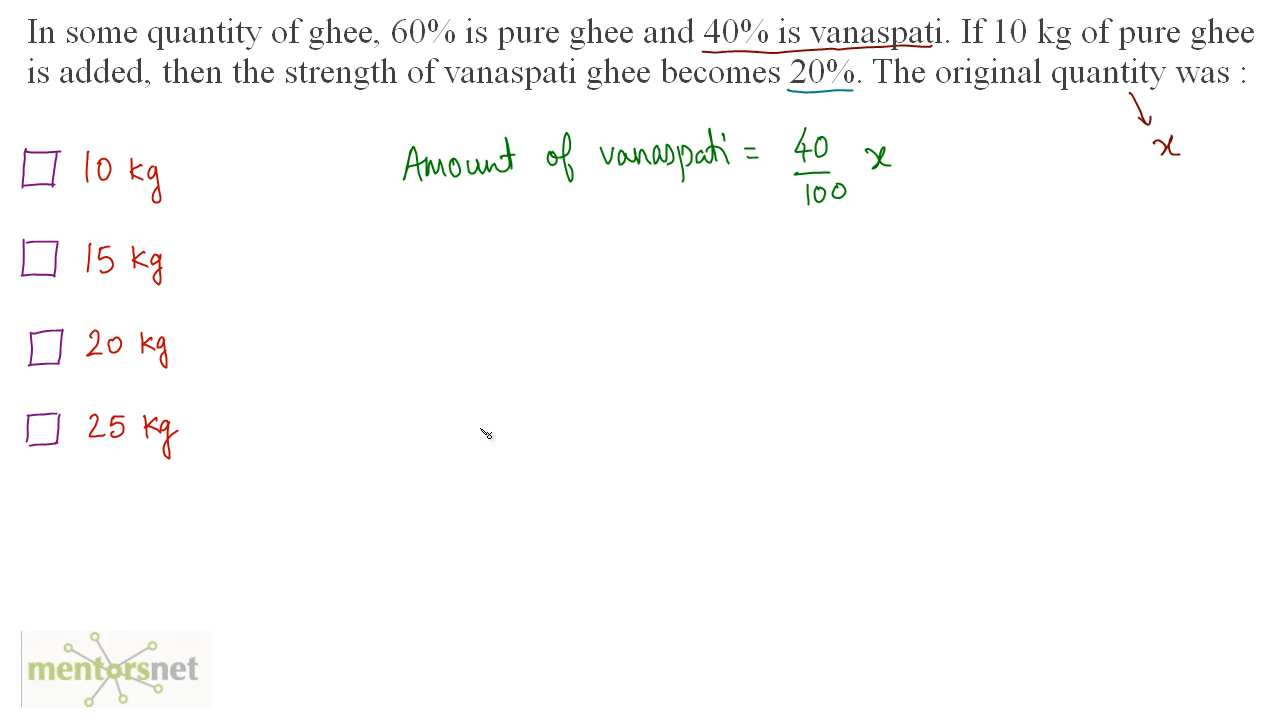 In some quantity of ghee, 60% is pure ghee and 40% is vanaspati. If 10 kg of pure ghee
is added, then the strength of vanaspati ghee becomes 20%. The original quantity was :
x
Amount of vanaspati = 40/100 x
10 kg
15 kg
20 kg
25 kg
mentorsnet